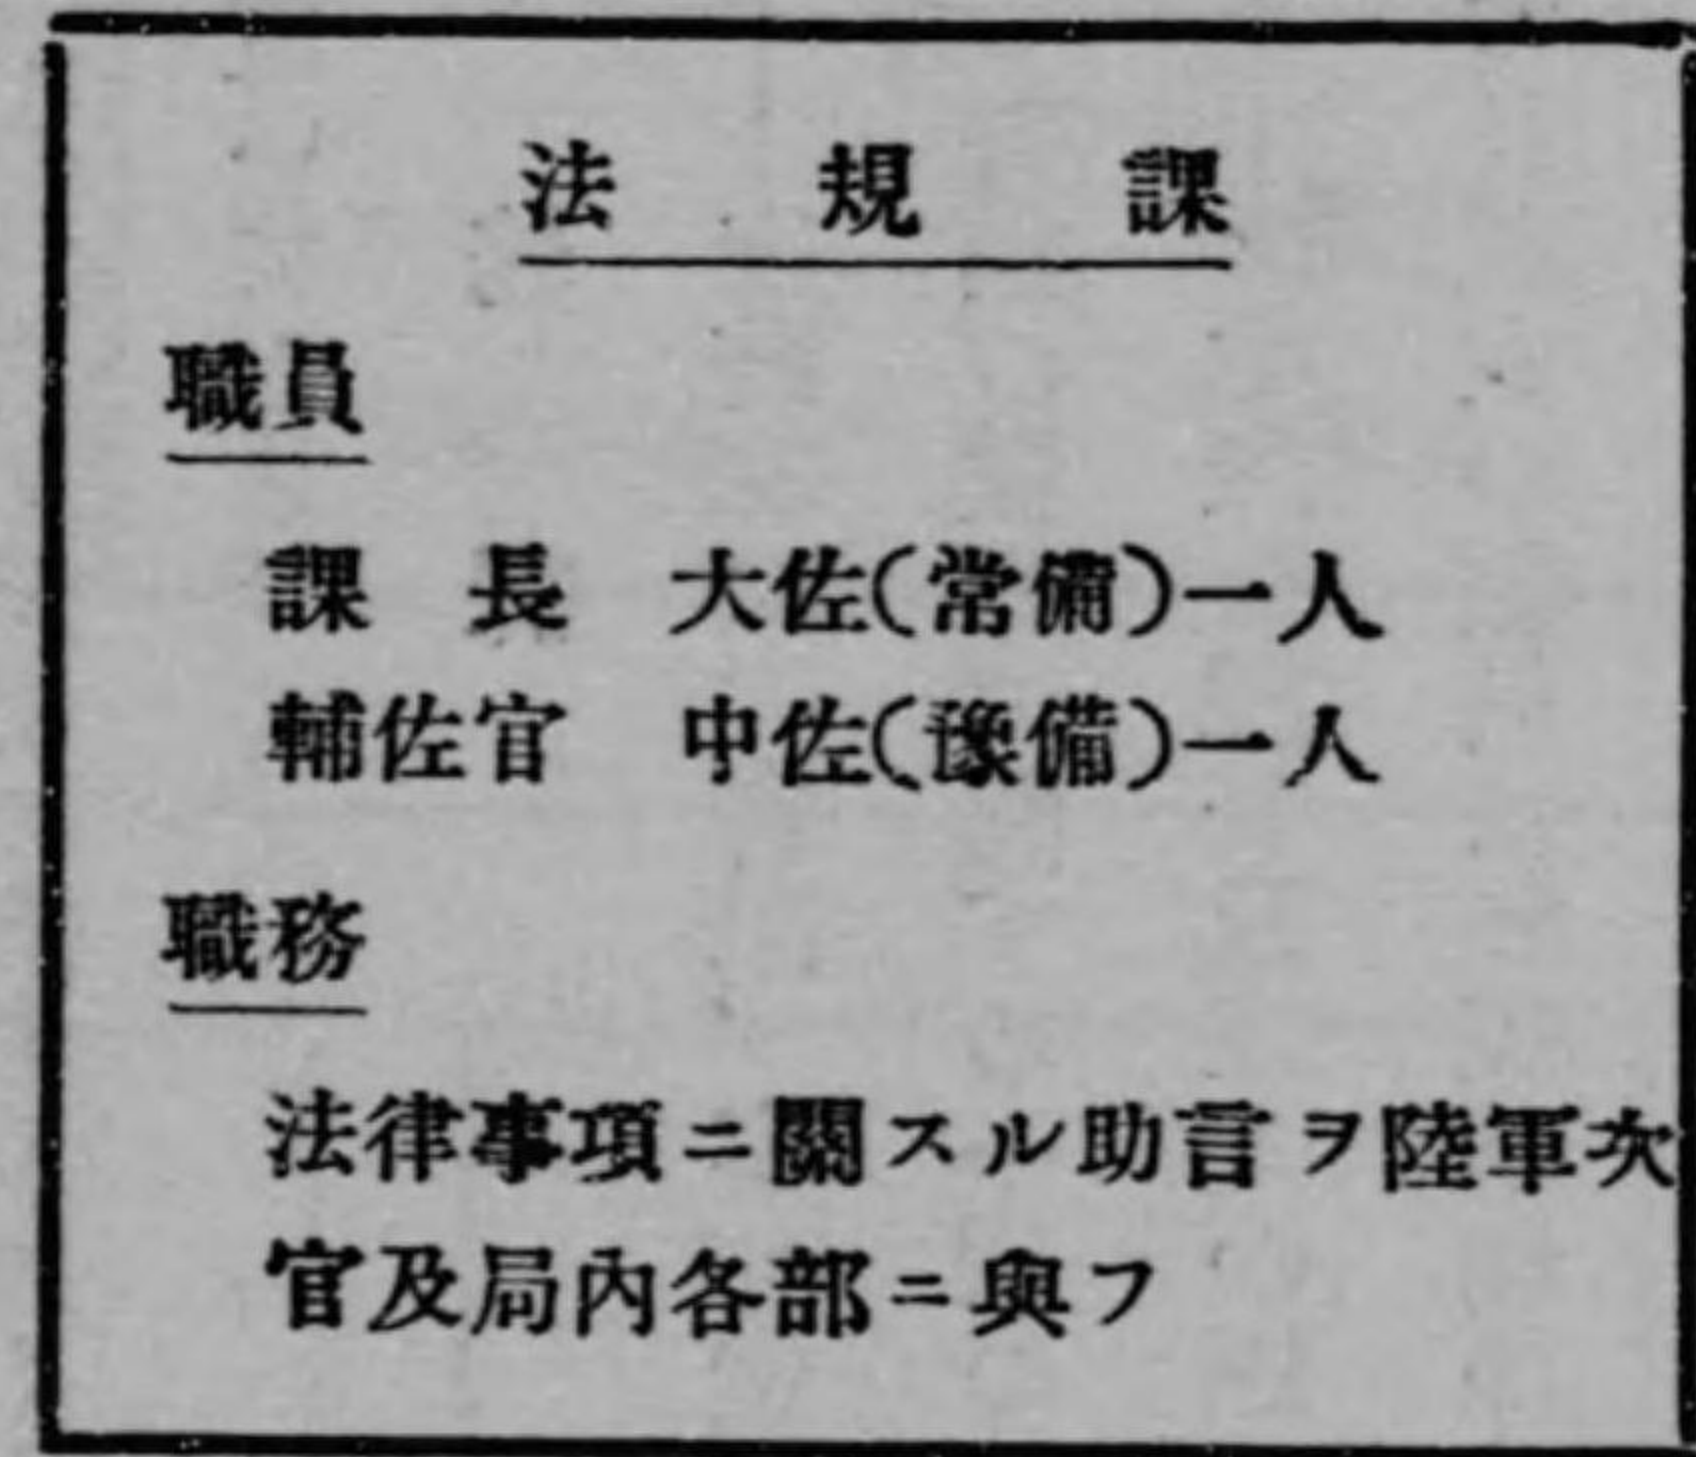 法規課
職員
課長 大佐(常備)一人
輔佐官 中佐(豫備)一人
職務
法律事項ニ關スル助言ヲ陸軍次
官及局內各部ニ與フ